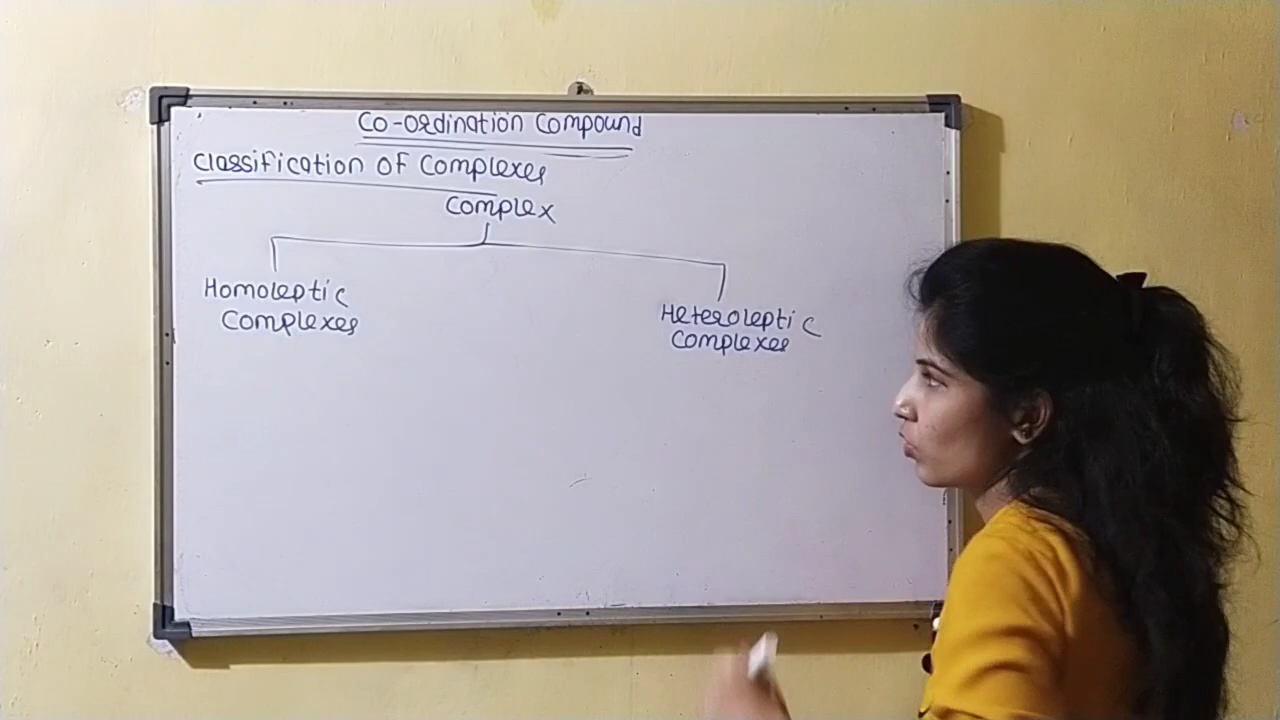 Co-ordination Compound
Classification of Complexes
Complex
Homoleptic
Complexes
Heteroleptic
Complexes